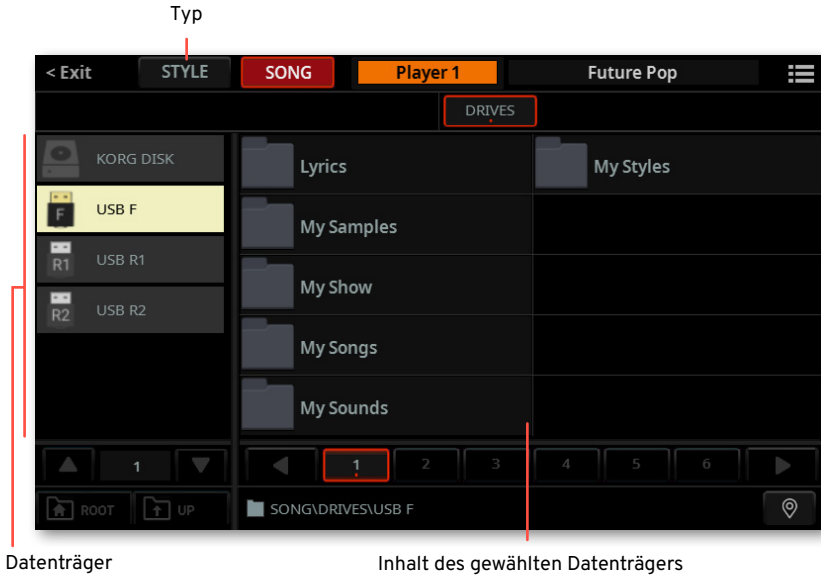 Typ
< Exit STYLE SONG Player 1 Future Pop
DRIVES
KORG DISK
F USB F
R1 USB R1
R2 USB R2
Lyrics My Styles
My Samples
My Show
My Songs
My Sounds
1 1 2 3 4 5 6
ROOT UP SONG\DRIVES\USB F
Datenträger Inhalt des gewählten Datenträgers